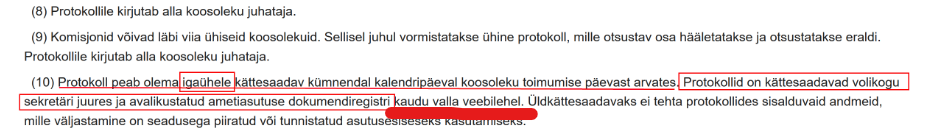 (8) Protokollile kirjutab alla koosoleku juhataja.
(9) Komisjonid võivad läbi viia ühiseid koosolekuid. Sellisel juhul vormistatakse ühine protokoll, mille otsustav osa hääletatakse ja otsustatakse eraldi.
Protokollile kirjutab alla koosoleku juhataja.
(10) Protokoll peab olema igaühele kättesaadav kümnendal kalendripäeval koosoleku toimumise päevast arvates. Protokollid on kättesaadavad volikogu
sekretäri juures ja avalikustatud ametiasutuse dokumendiregistri kaudu valla veebilehel. Üldkättesaadavaks ei tehta protokollides sisalduvaid andmeid,
mille väljastamine on seadusega piiratud või tunnistatud asutusesiseseks kasutamiseks.